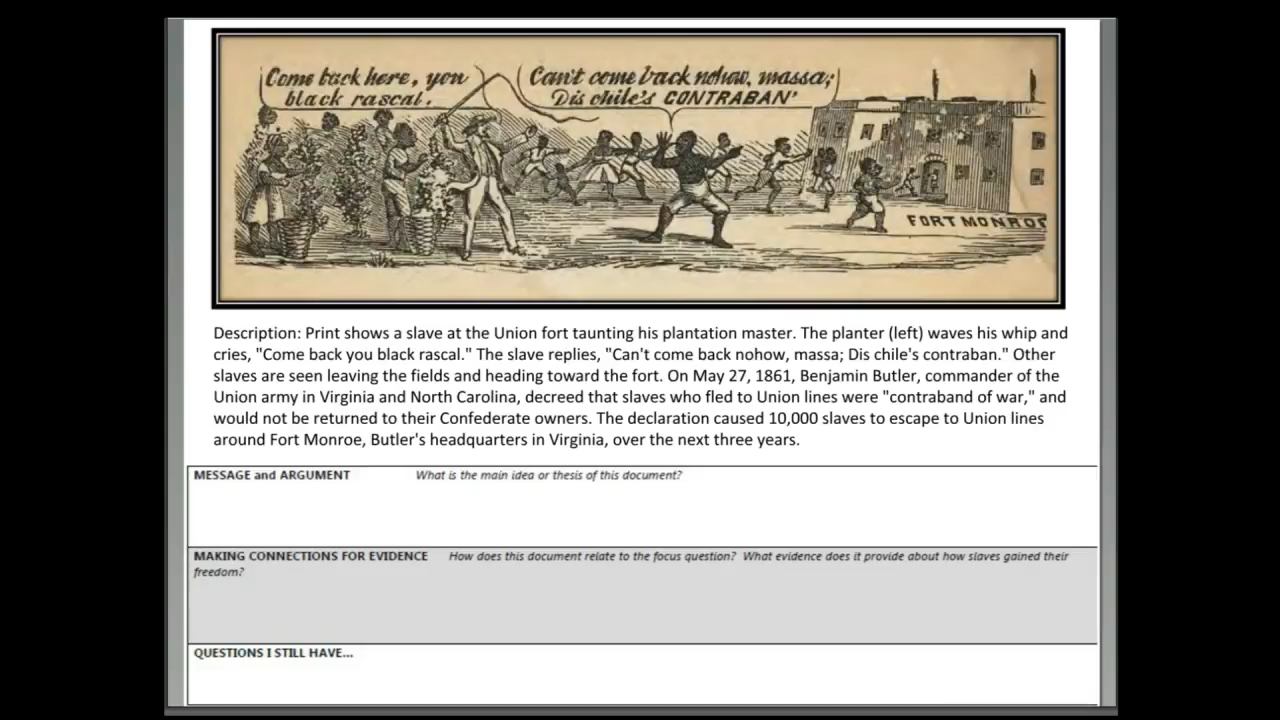 Come back here, you
black rascal.
Can't come back nohow, massa;
Dis chile's CONTRABAN'
FORT MONROE
Description: Print shows a slave at the Union fort taunting his plantation master. The planter (left) waves his whip and
cries, "Come back you black rascal." The slave replies, "Can't come back nohow, massa; Dis chile's contraban." Other
slaves are seen leaving the fields and heading toward the fort. On May 27, 1861, Benjamin Butler, commander of the
Union army in Virginia and North Carolina, decreed that slaves who fled to Union lines were "contraband of war," and
would not be returned to their Confederate owners. The declaration caused 10,000 slaves to escape to Union lines
around Fort Monroe, Butler's headquarters in Virginia, over the next three years.
MESSAGE and ARGUMENT What is the main idea or thesis of this document?
MAKING CONNECTIONS FOR EVIDENCE How does this document relate to the focus question? What evidence does it provide about how slaves gained their
freedom?
QUESTIONS I STILL HAVE...